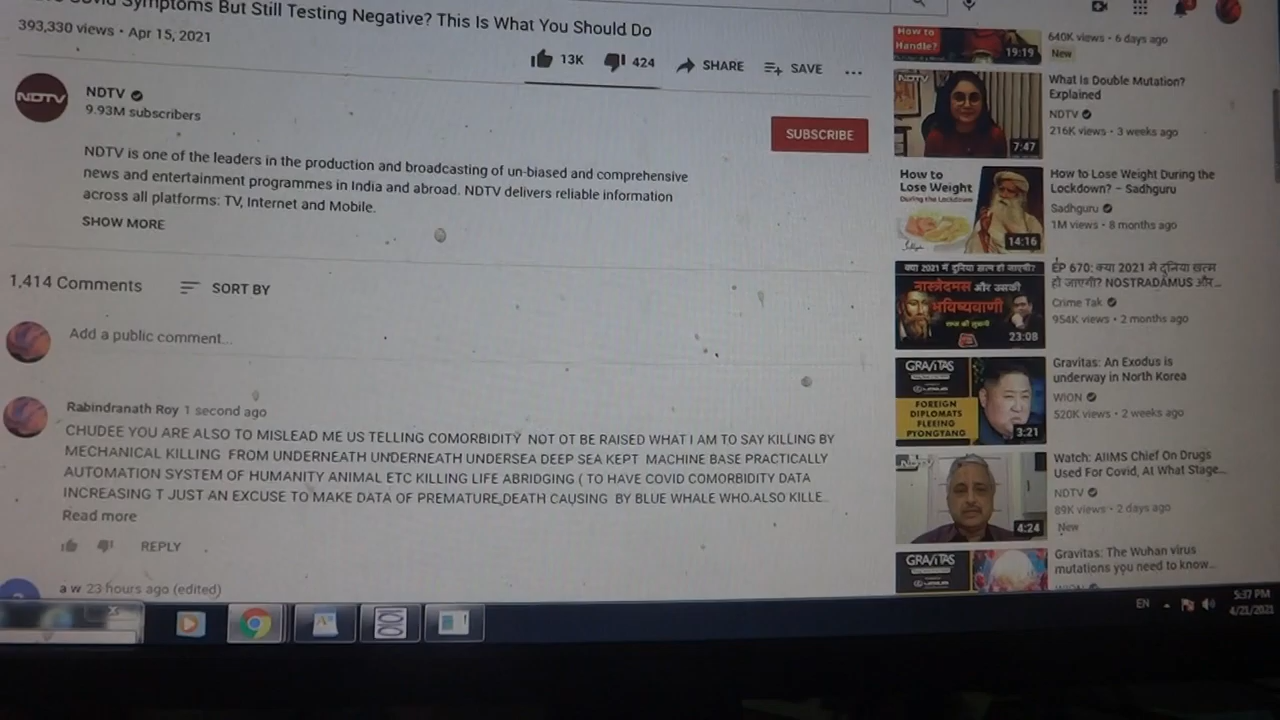 Symptoms But Still Testing Negative? This Is What You Should Do
393,330 views • Apr 15, 2021
13K
424
SHARE
SAVE
NDTV
NDTV
9.93M subscribers
SUBSCRIBE
NDTV is one of the leaders in the production and broadcasting of un-biased and comprehensive
news and entertainment programmes in India and abroad. NDTV delivers reliable information
across all platforms: TV, Internet and Mobile.
SHOW MORE
1,414 Comments
SORT BY
Add a public comment...
Rabindranath Roy 1 second ago
CHUDEE YOU ARE ALSO TO MISLEAD ME US TELLING COMORBIDITY NOT OT BE RAISED WHAT I AM TO SAY KILLING BY
MECHANICAL KILLING FROM UNDERNEATH UNDERNEATH UNDERSEA DEEP SEA KEPT MACHINE BASE PRACTICALLY
AUTOMATION SYSTEM OF HUMANITY ANIMAL ETC KILLING LIFE ABRIDGING ( TO HAVE COVID COMORBIDITY DATA
INCREASING T JUST AN EXCUSE TO MAKE DATA OF PREMATURE,DEATH CAUSING BY BLUE WHALE WHO.ALSO KILLE
Read more
REPLY
a w 23 hours ago (edited)
How to
Handle?
19:19
640K views • 6 days ago
New
NDTV
7:47
What Is Double Mutation?
Explained
NDTV
216K views • 3 weeks ago
How to
Lose Weight
During the Lockdown
14:16
How to Lose Weight During the
Lockdown? – Sadhguru
Sadhguru
1M views • 8 months ago
क्या 2021 में दुनिया खत्म हो जाएगी?
नास्त्रेदमस और उसकी
भविष्यवाणी
23:08
EP 670: क्या 2021 में दुनिया खत्म
हो जाएगी? NOSTRADAMUS और...
Crime Tak
954K views • 2 months ago
GRAVITAS
FOREIGN
DIPLOMATS
FLEEING
PYONGYANG
3:21
Gravitas: An Exodus is
underway in North Korea
WION
520K views • 2 weeks ago
NDTV
4:24
Watch: AIIMS Chief On Drugs
Used For Covid, At What Stage...
NDTV
89K views • 2 days ago
New
GRAVITAS
Gravitas: The Wuhan virus
mutations you need to know...
EN
5:37 PM
4/21/2021